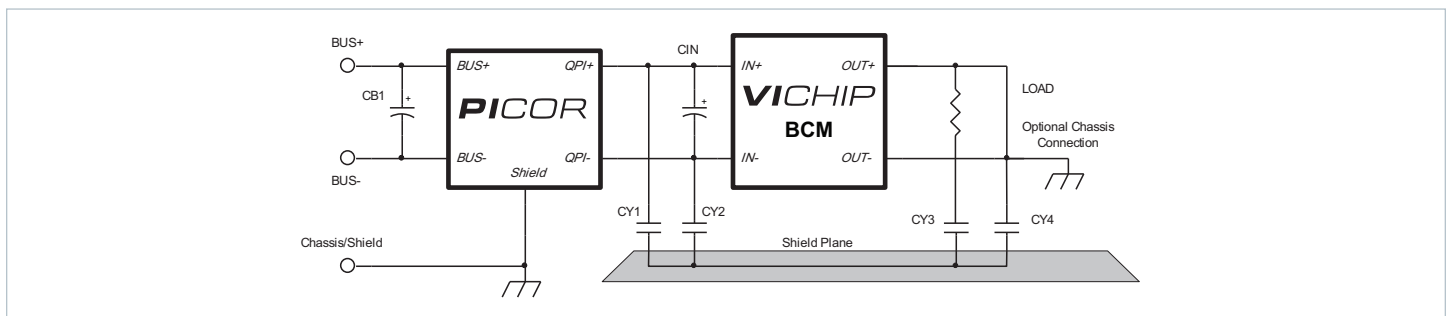 BUS+
CIN
BUS+
QPI+
IN+
OUT+
CB1
+
+
LOAD
PICOR
VICHIP
BCM
Optional Chassis
Connection
BUS-
QPI-
IN-
OUT-
Shield
BUS-
CY1
CY2
CY3
CY4
Chassis/Shield
Shield Plane